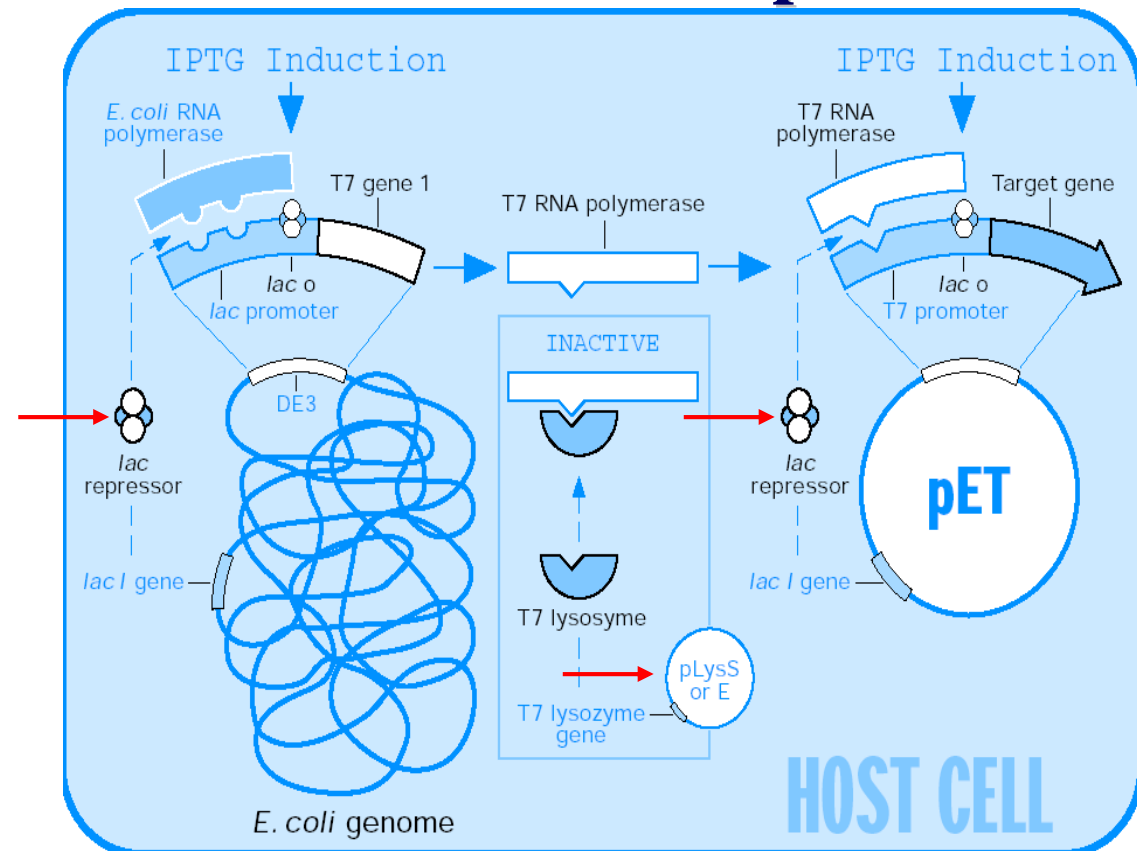 IPTG Induction
IPTG Induction
E. coli RNA
polymerase
T7 gene 1
T7 RNA polymerase
T7 RNA
polymerase
Target gene
lac o
lac promoter
lac o
T7 promoter
INACTIVE
DE3
lac
repressor
lac
repressor
pET
lac I gene
lac I gene
T7 lysosyme
pLysS
or E
T7 lysozyme
gene
E. coli genome
HOST CELL